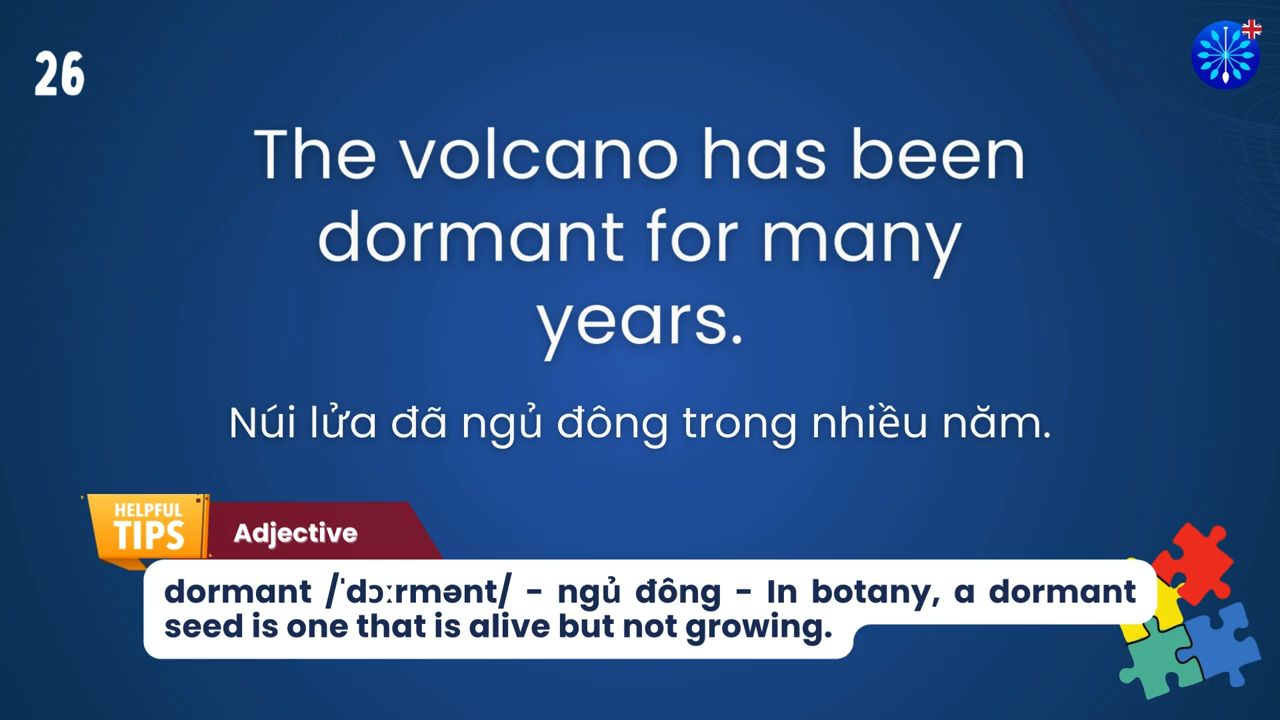 26
The volcano has been
dormant for many
years.
Núi lửa đã ngủ đông trong nhiều năm.
HELPFUL
TIPS
Adjective
dormant /ˈdɔːrmənt/ - ngủ đông - In botany, a dormant
seed is one that is alive but not growing.